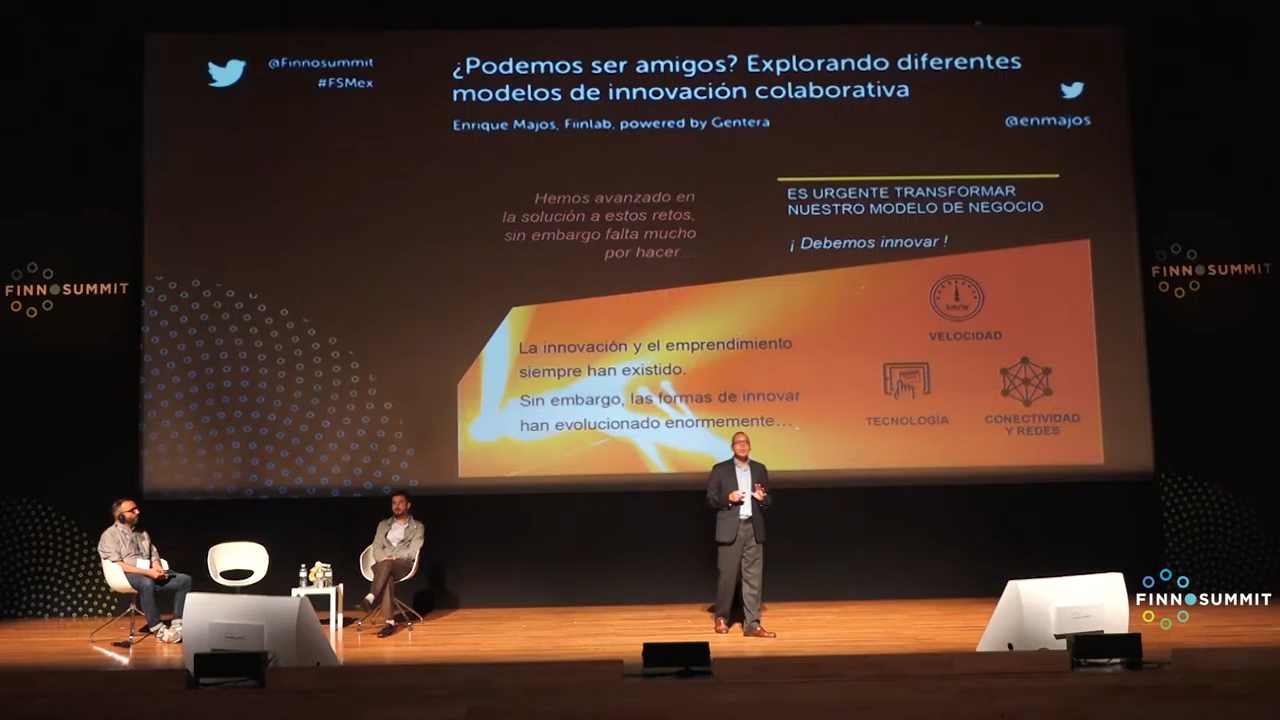 @Finnosummit
#FSMex
¿Podemos ser amigos? Explorando diferentes
modelos de innovación colaborativa
Enrique Majos, Fiinlab, powered by Gentera
@enmajos
Hemos avanzado en
la solución a estos retos,
sin embargo falta mucho
por hacer...
ES URGENTE TRANSFORMAR
NUESTRO MODELO DE NEGOCIO
¡ Debemos innovar !
La innovación y el emprendimiento
siempre han existido.
Sin embargo, las formas de innovar
han evolucionado enormemente...
km/hr
VELOCIDAD
TECNOLOGÍA
CONECTIVIDAD
Y REDES
FINNOSUMMIT
FINNOSUMMIT
FINNOSUMMIT